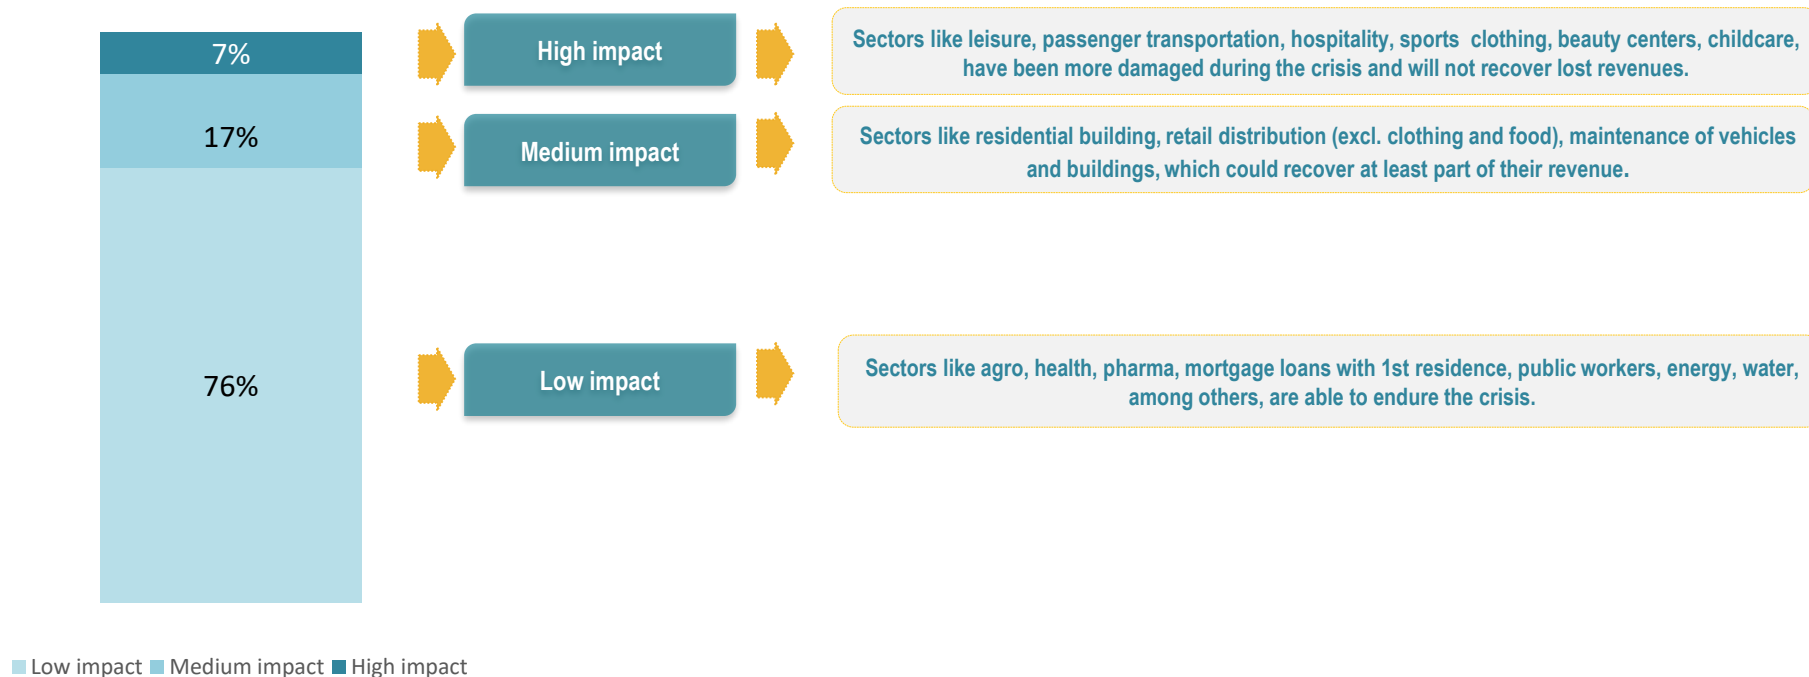 7%
High impact
Sectors like leisure, passenger transportation, hospitality, sports clothing, beauty centers, childcare,
have been more damaged during the crisis and will not recover lost revenues.
17%
Medium impact
Sectors like residential building, retail distribution (excl. clothing and food), maintenance of vehicles
and buildings, which could recover at least part of their revenue.
76%
Low impact
Sectors like agro, health, pharma, mortgage loans with 1st residence, public workers, energy, water,
among others, are able to endure the crisis.
Low impact Medium impact High impact